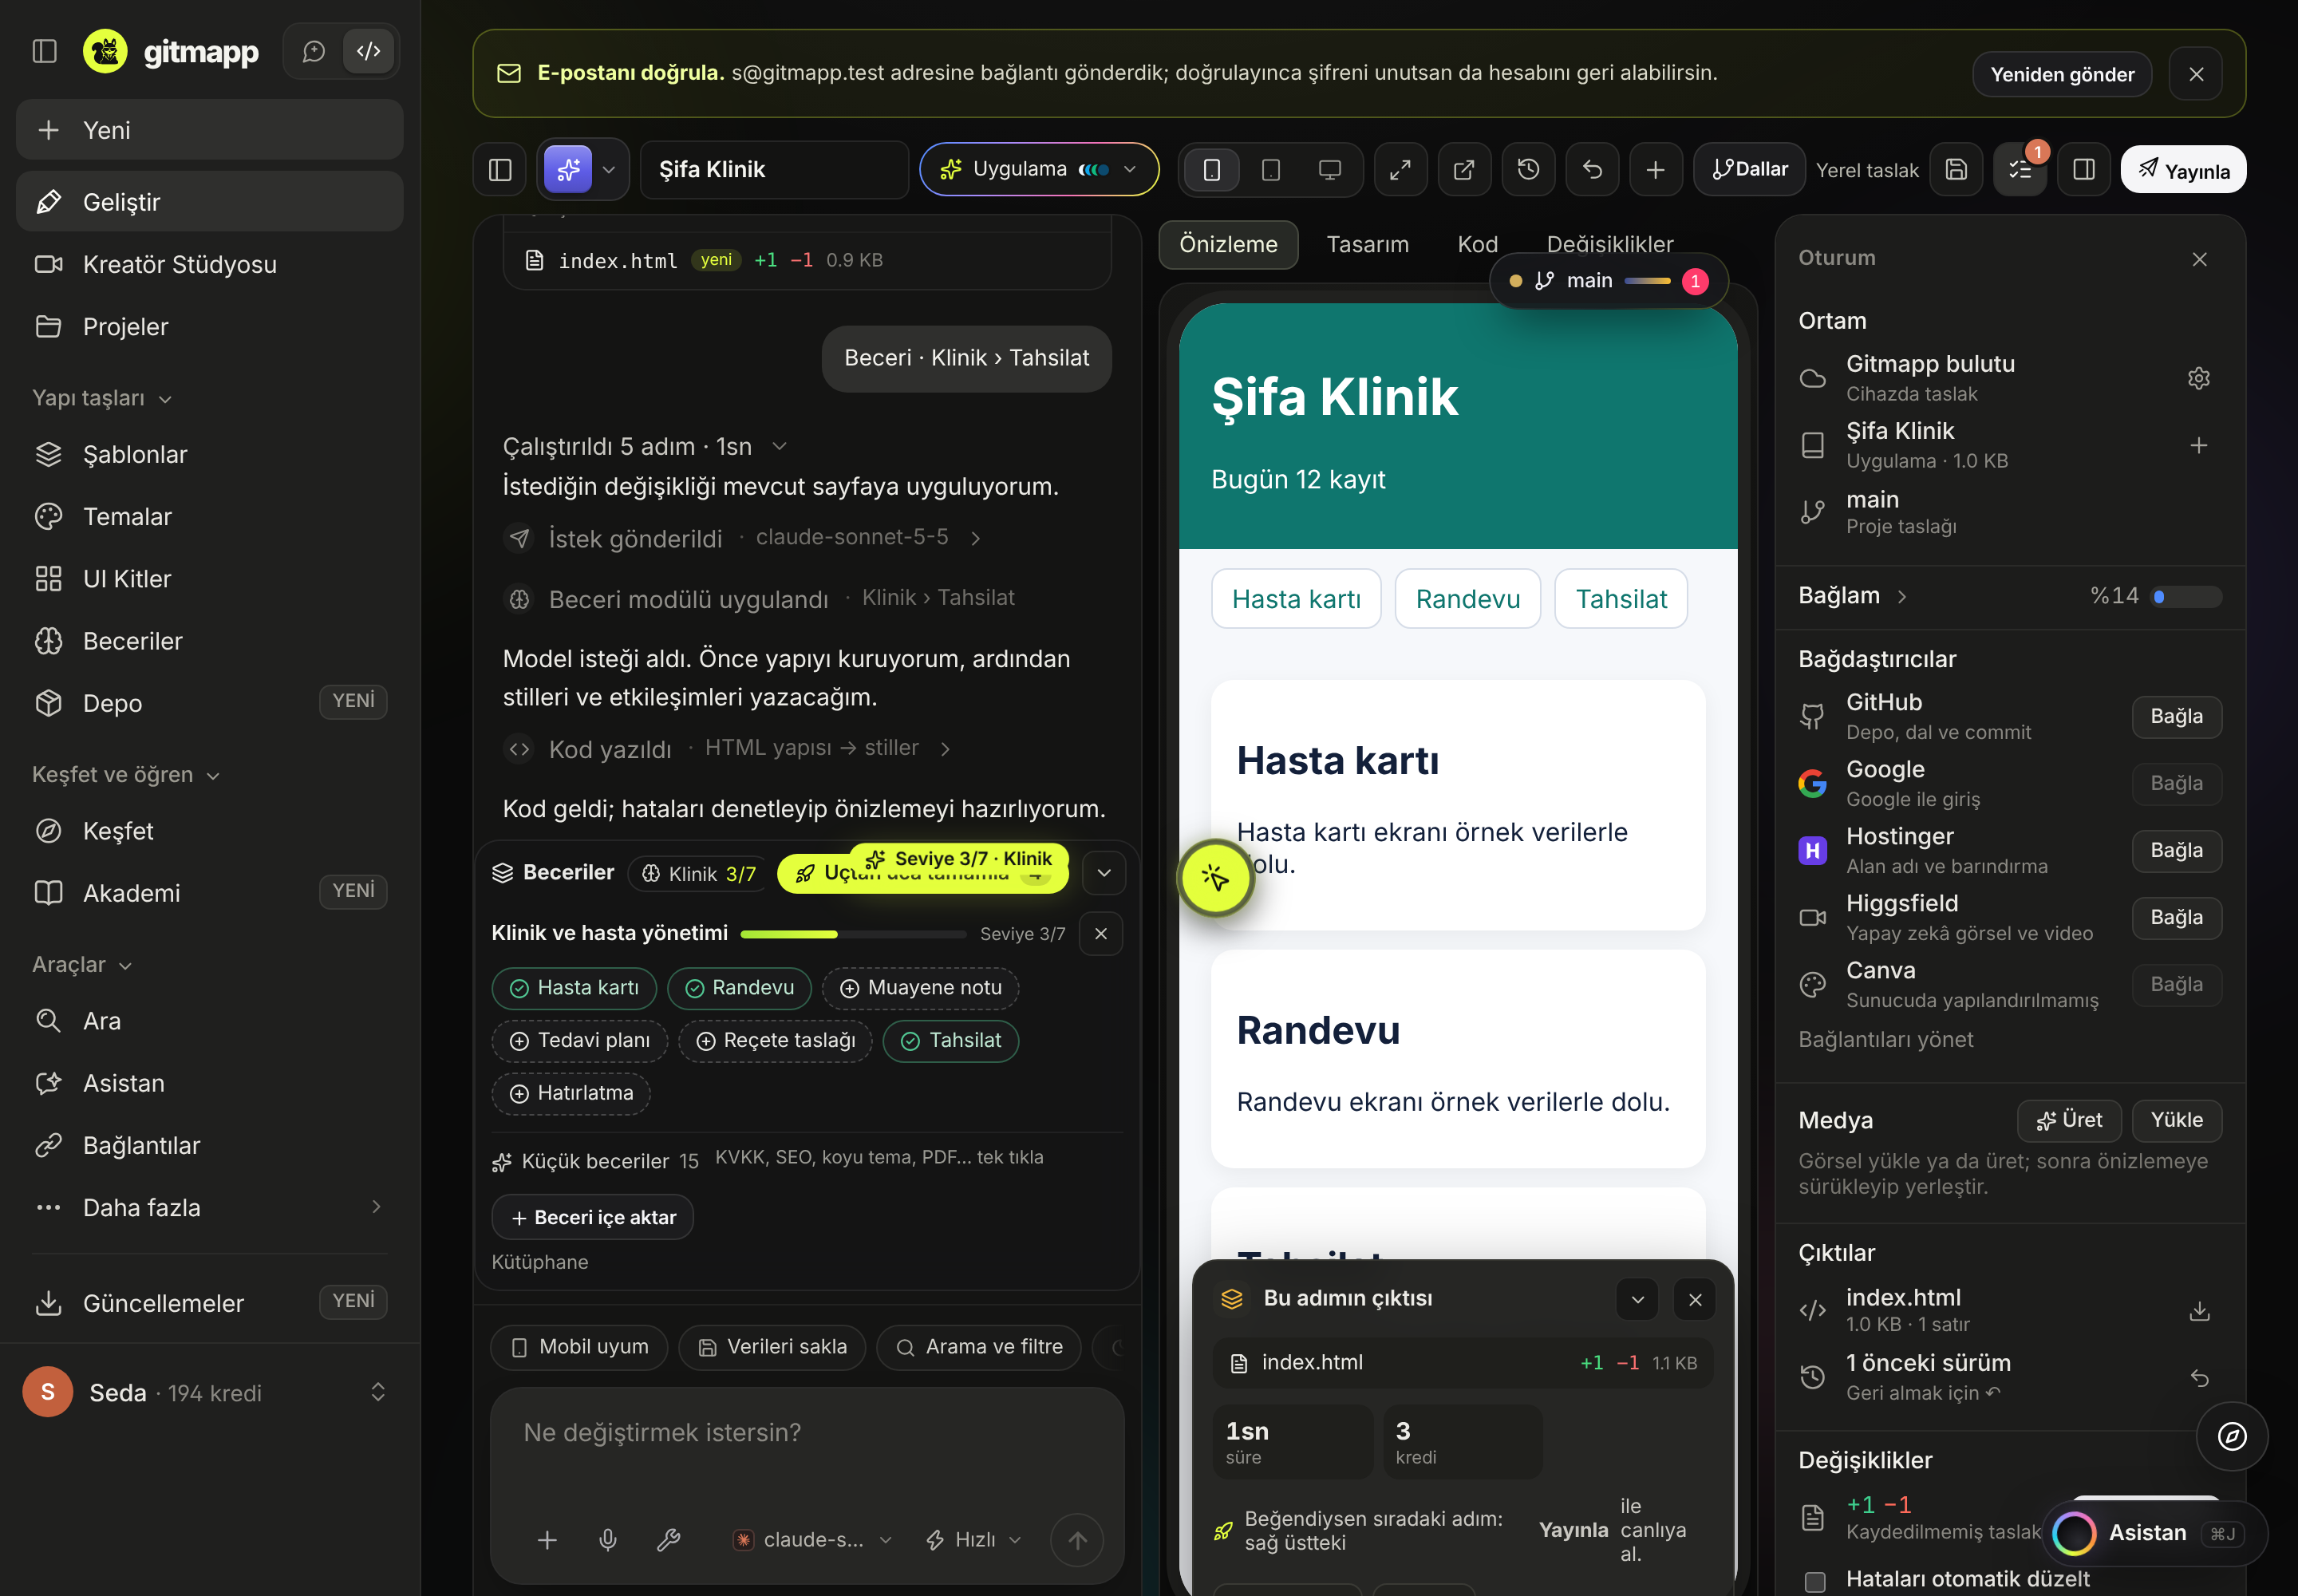 gitmapp
Yeni
Geliştir
Kreatör Stüdyosu
Projeler
Yapı taşları
Şablonlar
Temalar
UI Kitler
Beceriler
Depo YENİ
Keşfet ve öğren
Keşfet
Akademi YENİ
Araçlar
Ara
Asistan
Bağlantılar
Daha fazla
Güncellemeler YENİ
S Seda · 194 kredi
E-postanı doğrula. s@gitmapp.test adresine bağlantı gönderdik; doğrulayınca şifreni unutsan da hesabını geri alabilirsin. Yeniden gönder
Şifa Klinik Uygulama Dallar Yerel taslak 1 Yayınla
index.html yeni +1 −1 0.9 KB
Beceri · Klinik › Tahsilat
Çalıştırıldı 5 adım · 1sn
İstediğin değişikliği mevcut sayfaya uyguluyorum.
İstek gönderildi · claude-sonnet-5-5
Beceri modülü uygulandı · Klinik › Tahsilat
Model isteği aldı. Önce yapıyı kuruyorum, ardından
stilleri ve etkileşimleri yazacağım.
Kod yazıldı · HTML yapısı → stiller
Kod geldi; hataları denetleyip önizlemeyi hazırlıyorum.
Beceriler Klinik 3/7 Seviye 3/7 · Klinik
Klinik ve hasta yönetimi Seviye 3/7
Hasta kartı Randevu Muayene notu
Tedavi planı Reçete taslağı Tahsilat
Hatırlatma
Küçük beceriler 15 KVKK, SEO, koyu tema, PDF... tek tıkla
+ Beceri içe aktar
Kütüphane
Mobil uyum Verileri sakla Arama ve filtre
Ne değiştirmek istersin?
claude-s... Hızlı
Önizleme Tasarım Kod Değişiklikler
main 1
Şifa Klinik
Bugün 12 kayıt
Hasta kartı Randevu Tahsilat
Hasta kartı
Hasta kartı ekranı örnek verilerle
olu.
Randevu
Randevu ekranı örnek verilerle dolu.
Bu adımın çıktısı
index.html +1 −1 1.1 KB
1sn 3
süre kredi
Beğendiysen sıradaki adım:
sağ üstteki
Yayınla
ile
canlıya
al.
Oturum
Ortam
Gitmapp bulutu
Cihazda taslak
Şifa Klinik
Uygulama · 1.0 KB
main
Proje taslağı
Bağlam %14
Bağdaştırıcılar
GitHub Bağla
Depo, dal ve commit
Google Bağla
Google ile giriş
Hostinger Bağla
Alan adı ve barındırma
Higgsfield Bağla
Yapay zekâ görsel ve video
Canva Bağla
Sunucuda yapılandırılmamış
Bağlantıları yönet
Medya Üret Yükle
Görsel yükle ya da üret; sonra önizlemeye
sürükleyip yerleştir.
Çıktılar
index.html
1.0 KB · 1 satır
1 önceki sürüm
Geri almak için ↶
Değişiklikler
+1 −1
Kaydedilmemiş taslak
Asistan ⌘J
Hataları otomatik düzelt